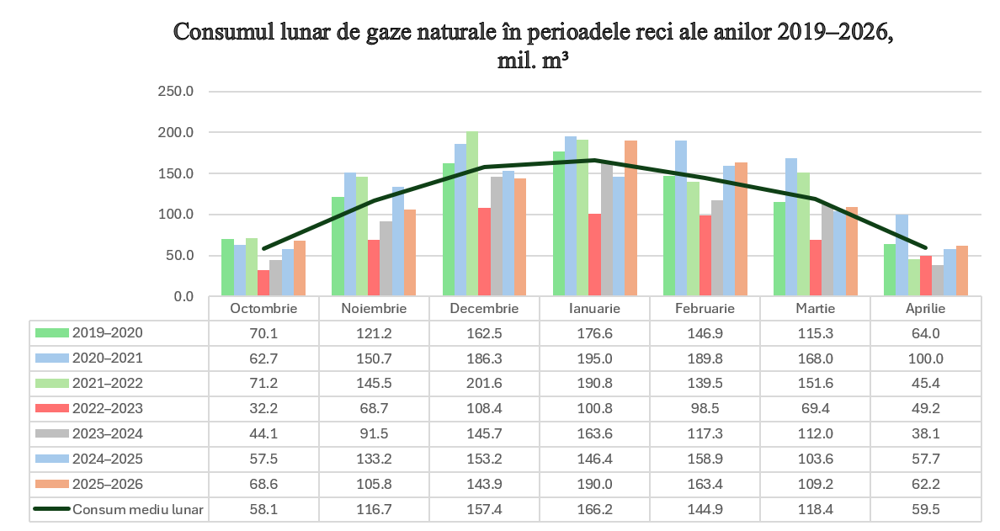 Consumul lunar de gaze naturale în perioadele reci ale anilor 2019–2026,
mil. m³
250.0
200.0
150.0
100.0
50.0
0.0
Octombrie Noiembrie Decembrie Ianuarie Februarie Martie Aprilie
2019–2020 70.1 121.2 162.5 176.6 146.9 115.3 64.0
2020–2021 62.7 150.7 186.3 195.0 189.8 168.0 100.0
2021–2022 71.2 145.5 201.6 190.8 139.5 151.6 45.4
2022–2023 32.2 68.7 108.4 100.8 98.5 69.4 49.2
2023–2024 44.1 91.5 145.7 163.6 117.3 112.0 38.1
2024–2025 57.5 133.2 153.2 146.4 158.9 103.6 57.7
2025–2026 68.6 105.8 143.9 190.0 163.4 109.2 62.2
Consum mediu lunar 58.1 116.7 157.4 166.2 144.9 118.4 59.5